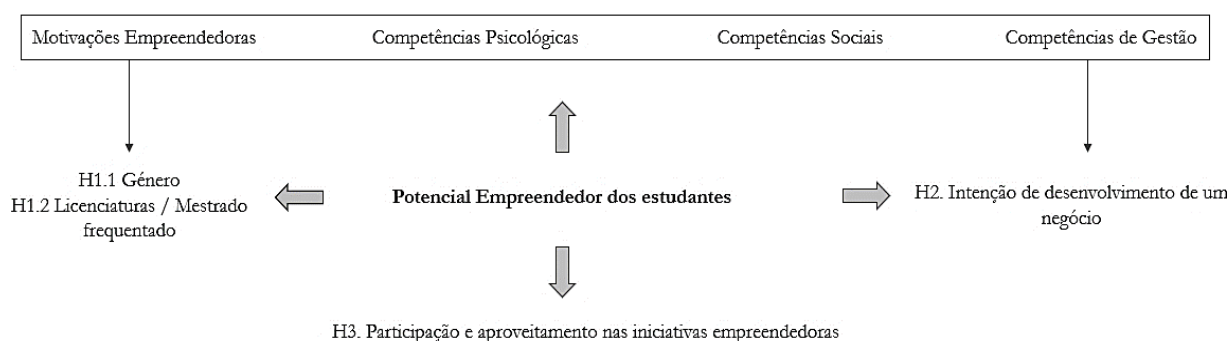 Motivações Empreendedoras Competências Psicológicas Competências Sociais Competências de Gestão
H1.1 Género
H1.2 Licenciaturas / Mestrado
frequentado
Potencial Empreendedor dos estudantes
H2. Intenção de desenvolvimento de um
negócio
H3. Participação e aproveitamento nas iniciativas empreendedoras